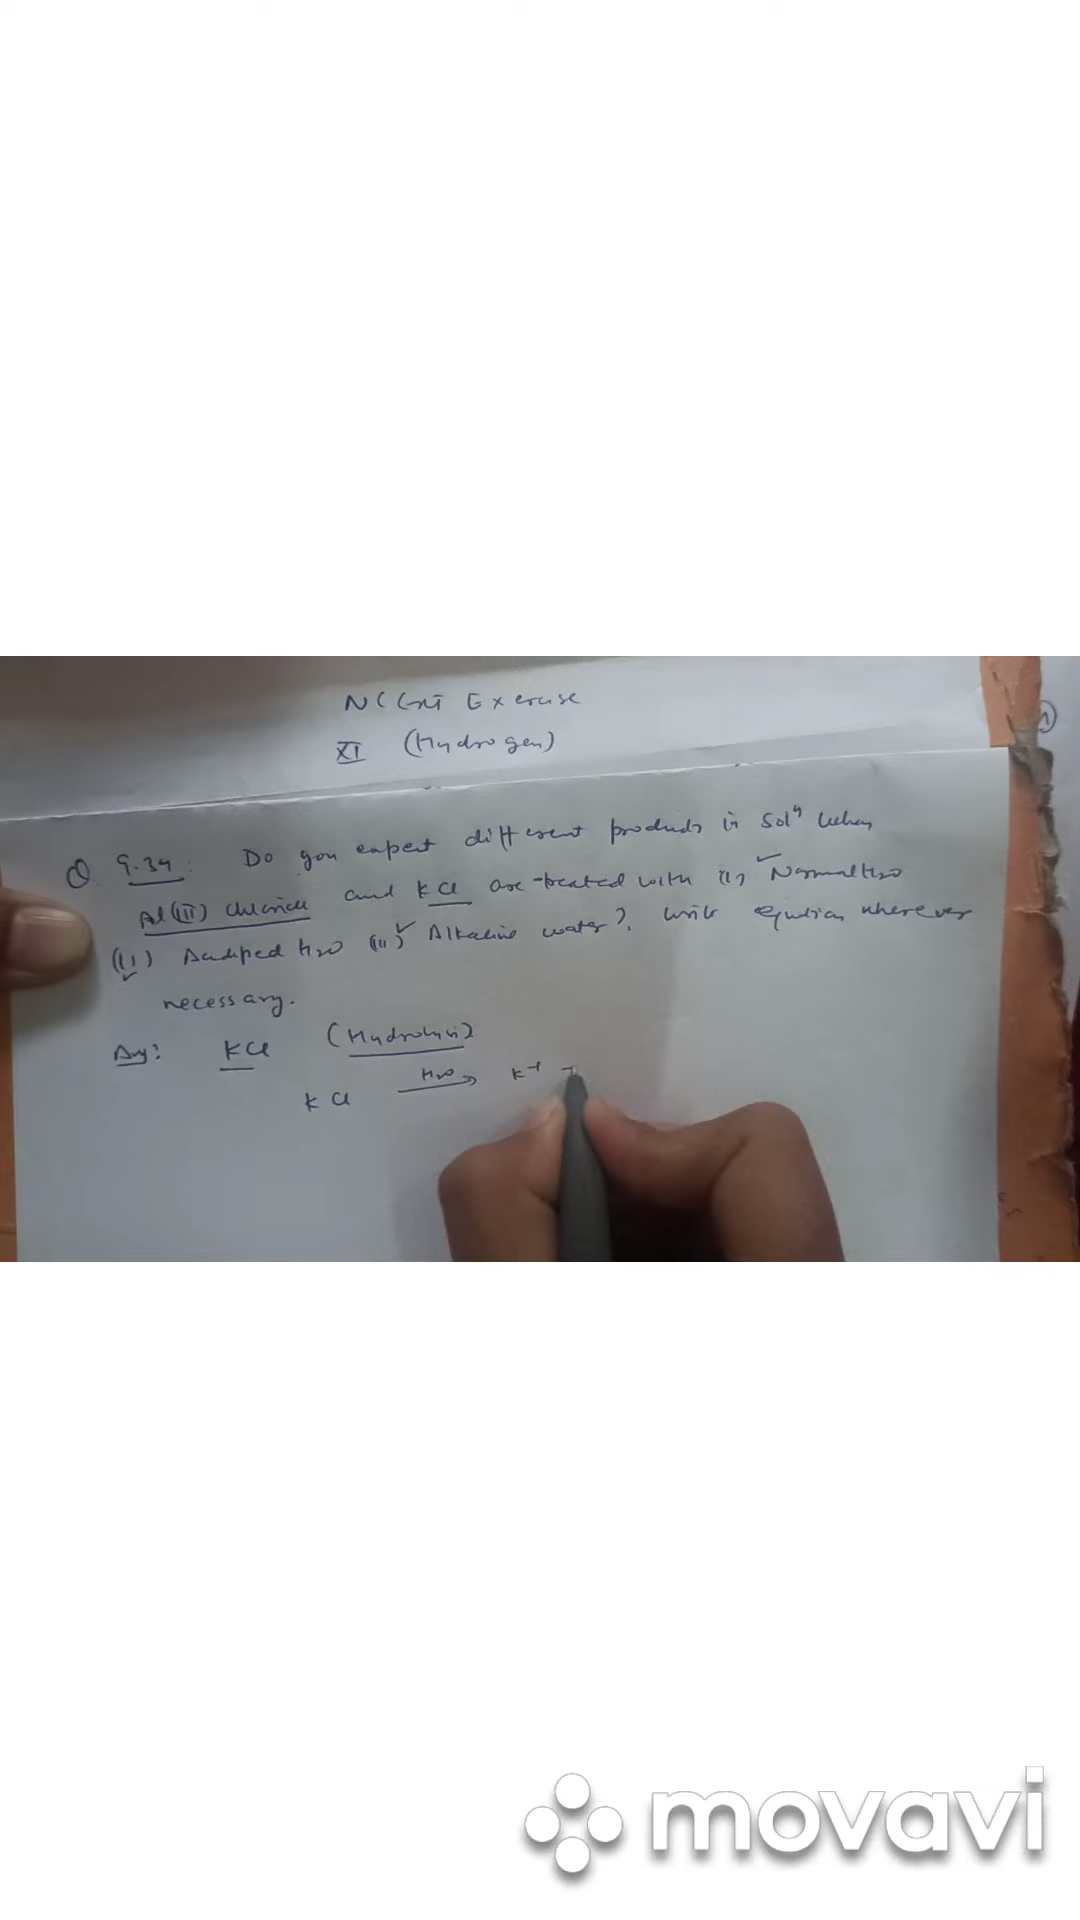 NCERT Exercise
XI (Hydrogen)
Q. 9.34: Do you expect different products in soln when
Al(III) chloride and KCl are treated with (i) Normal H2O
(ii) Acidified H2O (iii) Alkaline water? Write equation wherever
necessary.
Ans: KCl (Hydrolysis)
KCl H2O → K+
movavi